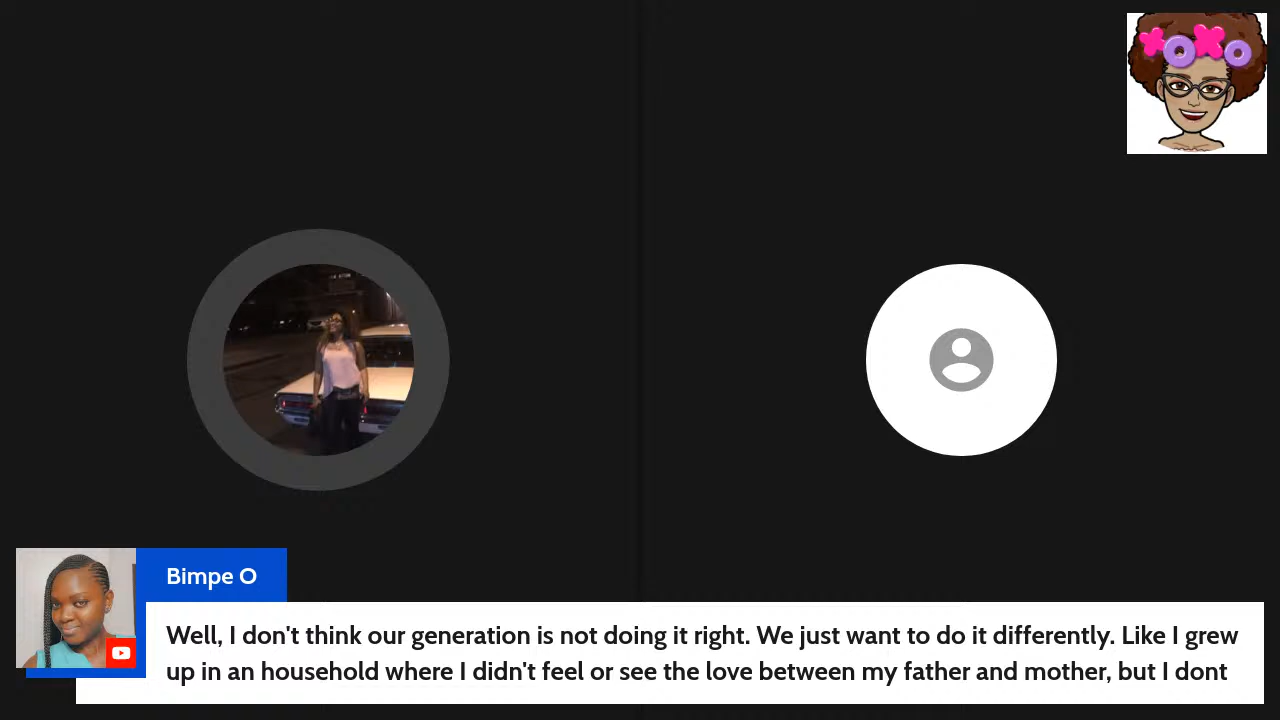 XOXO
Bimpe O
Well, I don't think our generation is not doing it right. We just want to do it differently. Like I grew
up in an household where I didn't feel or see the love between my father and mother, but I dont